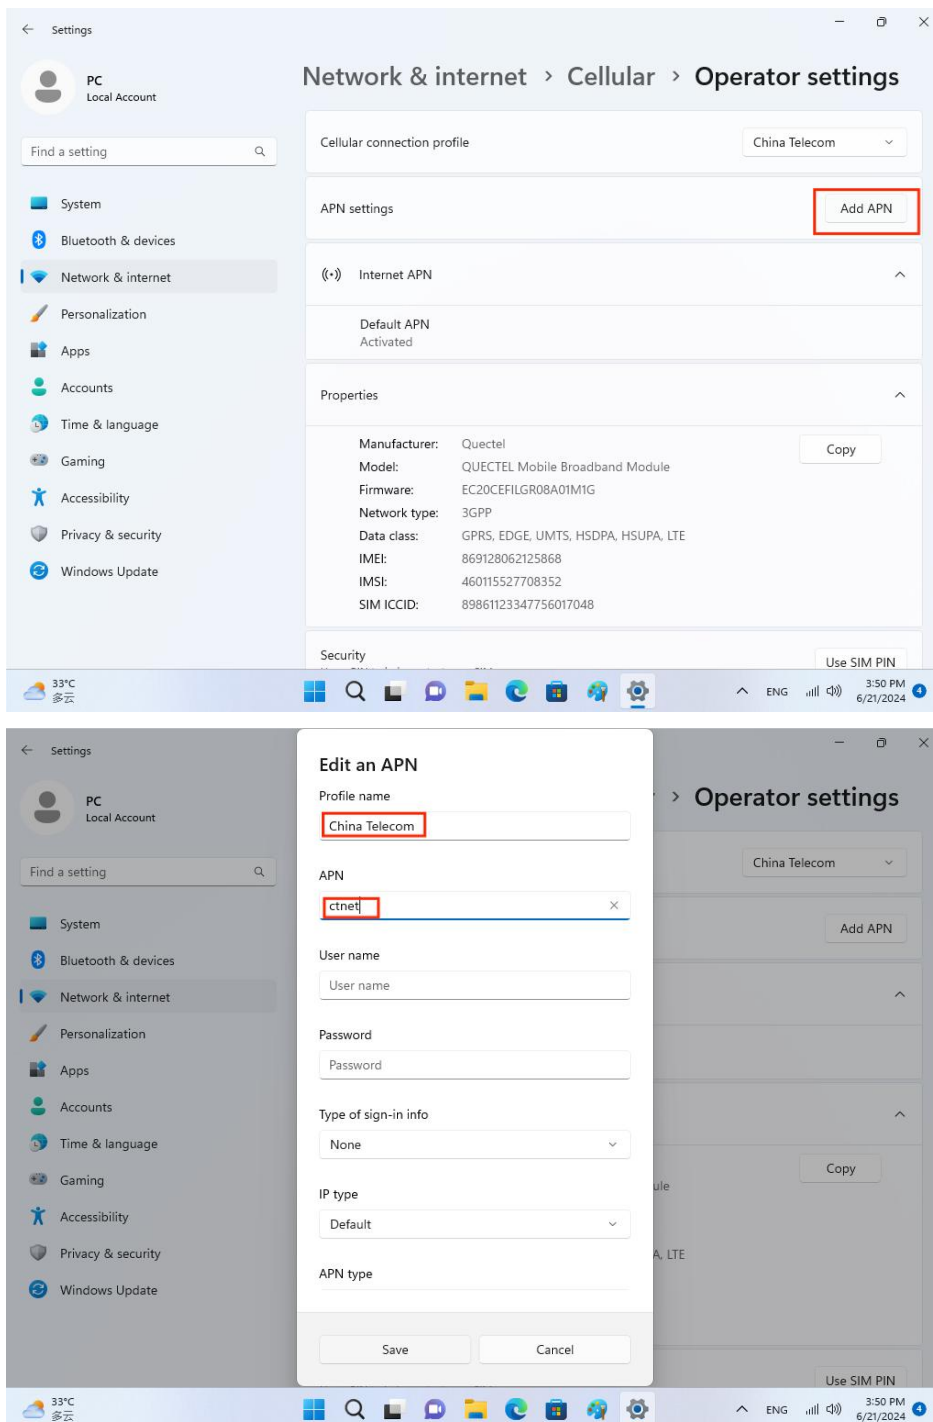 Settings
PC
Local Account
Network & internet > Cellular > Operator settings
Find a setting
System
Bluetooth & devices
Network & internet
Personalization
Apps
Accounts
Time & language
Gaming
Accessibility
Privacy & security
Windows Update
Cellular connection profile
China Telecom
APN settings
Add APN
Internet APN
Default APN
Activated
Properties
Copy
Manufacturer: Quectel
Model: QUECTEL Mobile Broadband Module
Firmware: EC20CEFILGR08A01M1G
Network type: 3GPP
Data class: GPRS, EDGE, UMTS, HSDPA, HSUPA, LTE
IMEI: 869128062125868
IMSI: 460115527708352
SIM ICCID: 89861123347756017048
Security
Use SIM PIN
33°C
多云
ENG
3:50 PM
6/21/2024
4
Settings
PC
Local Account
Find a setting
System
Bluetooth & devices
Network & internet
Personalization
Apps
Accounts
Time & language
Gaming
Accessibility
Privacy & security
Windows Update
Edit an APN
Profile name
China Telecom
APN
ctnet
User name
User name
Password
Password
Type of sign-in info
None
IP type
Default
APN type
Save
Cancel
> Operator settings
China Telecom
Add APN
Copy
ule
A, LTE
Use SIM PIN
33°C
多云
ENG
3:50 PM
6/21/2024
4